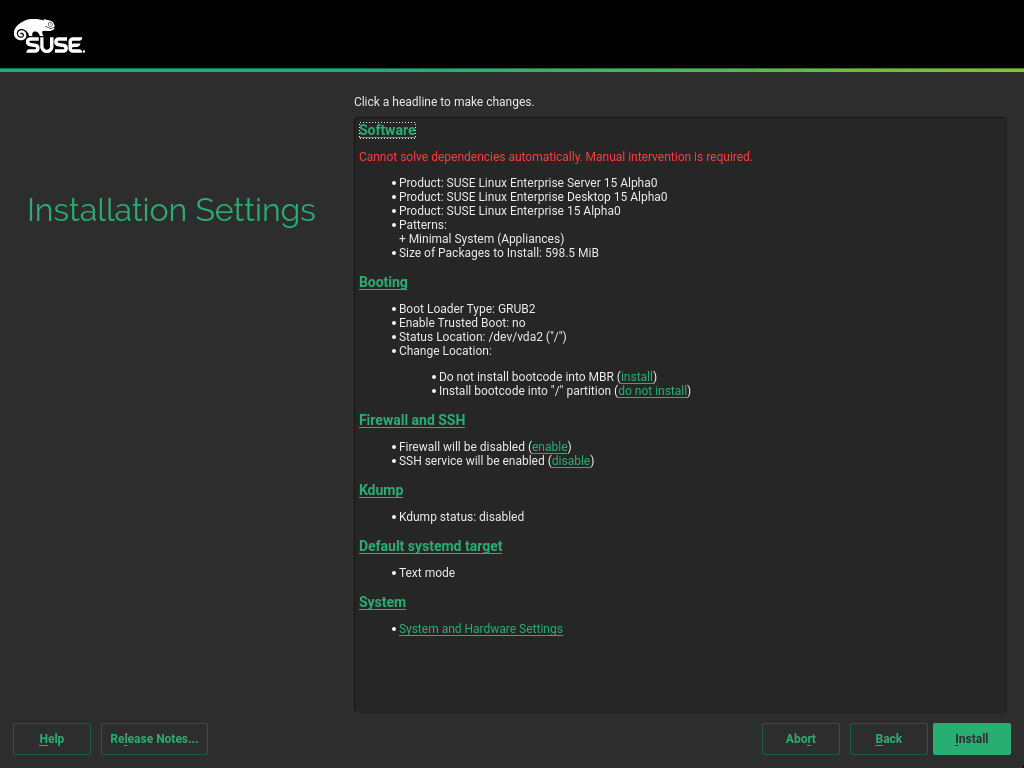 SUSE.
Click a headline to make changes.
Installation Settings
Software
Cannot solve dependencies automatically. Manual intervention is required.
• Product: SUSE Linux Enterprise Server 15 Alpha0
• Product: SUSE Linux Enterprise Desktop 15 Alpha0
• Product: SUSE Linux Enterprise 15 Alpha0
• Patterns:
+ Minimal System (Appliances)
• Size of Packages to Install: 598.5 MiB
Booting
• Boot Loader Type: GRUB2
• Enable Trusted Boot: no
• Status Location: /dev/vda2 ("/")
• Change Location:
• Do not install bootcode into MBR (install)
• Install bootcode into "/" partition (do not install)
Firewall and SSH
• Firewall will be disabled (enable)
• SSH service will be enabled (disable)
Kdump
• Kdump status: disabled
Default systemd target
• Text mode
System
• System and Hardware Settings
Help
Release Notes...
Abort
Back
Install